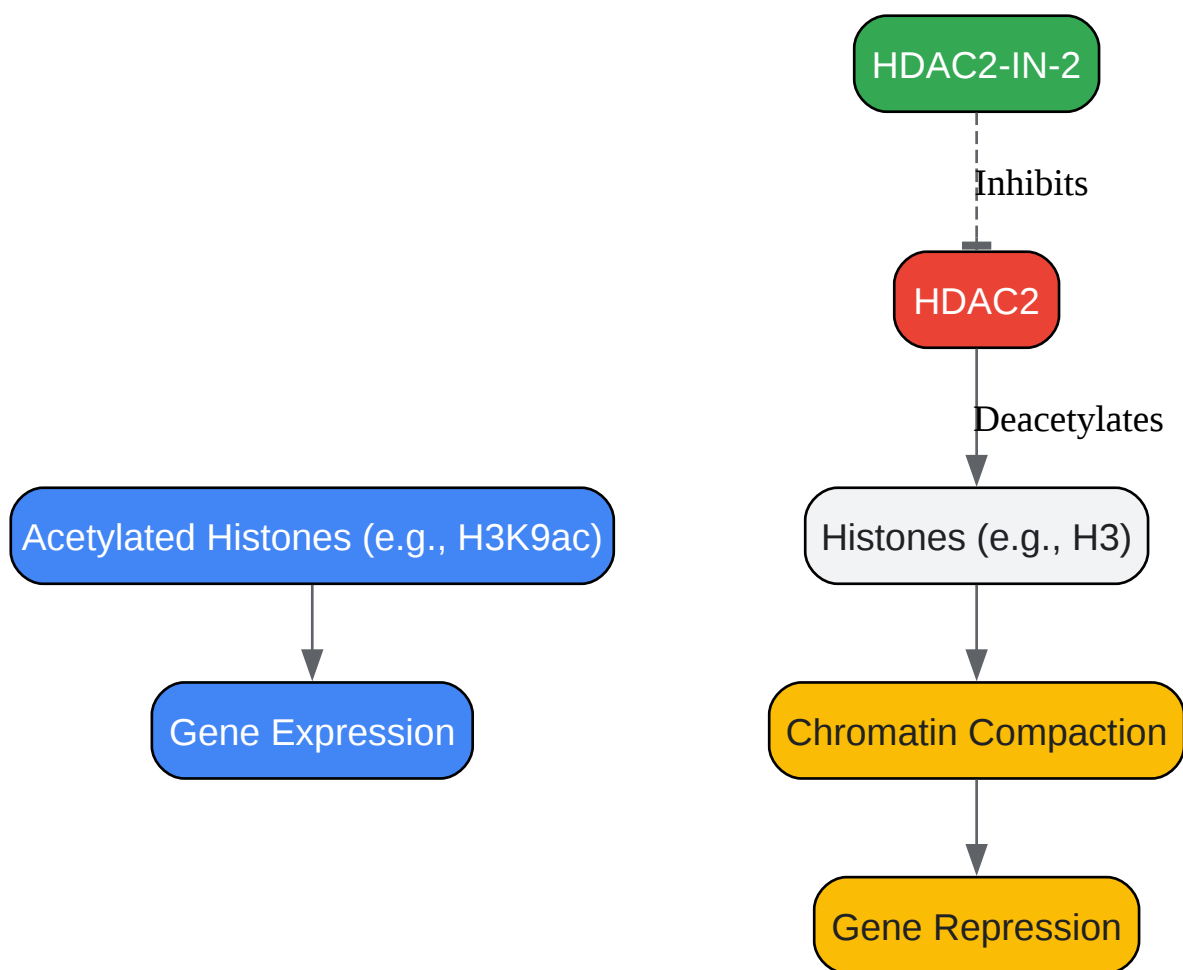 HDAC2-IN-2
Inhibits
HDAC2
Deacetylates
Acetylated Histones (e.g., H3K9ac)
Histones (e.g., H3)
Gene Expression
Chromatin Compaction
Gene Repression